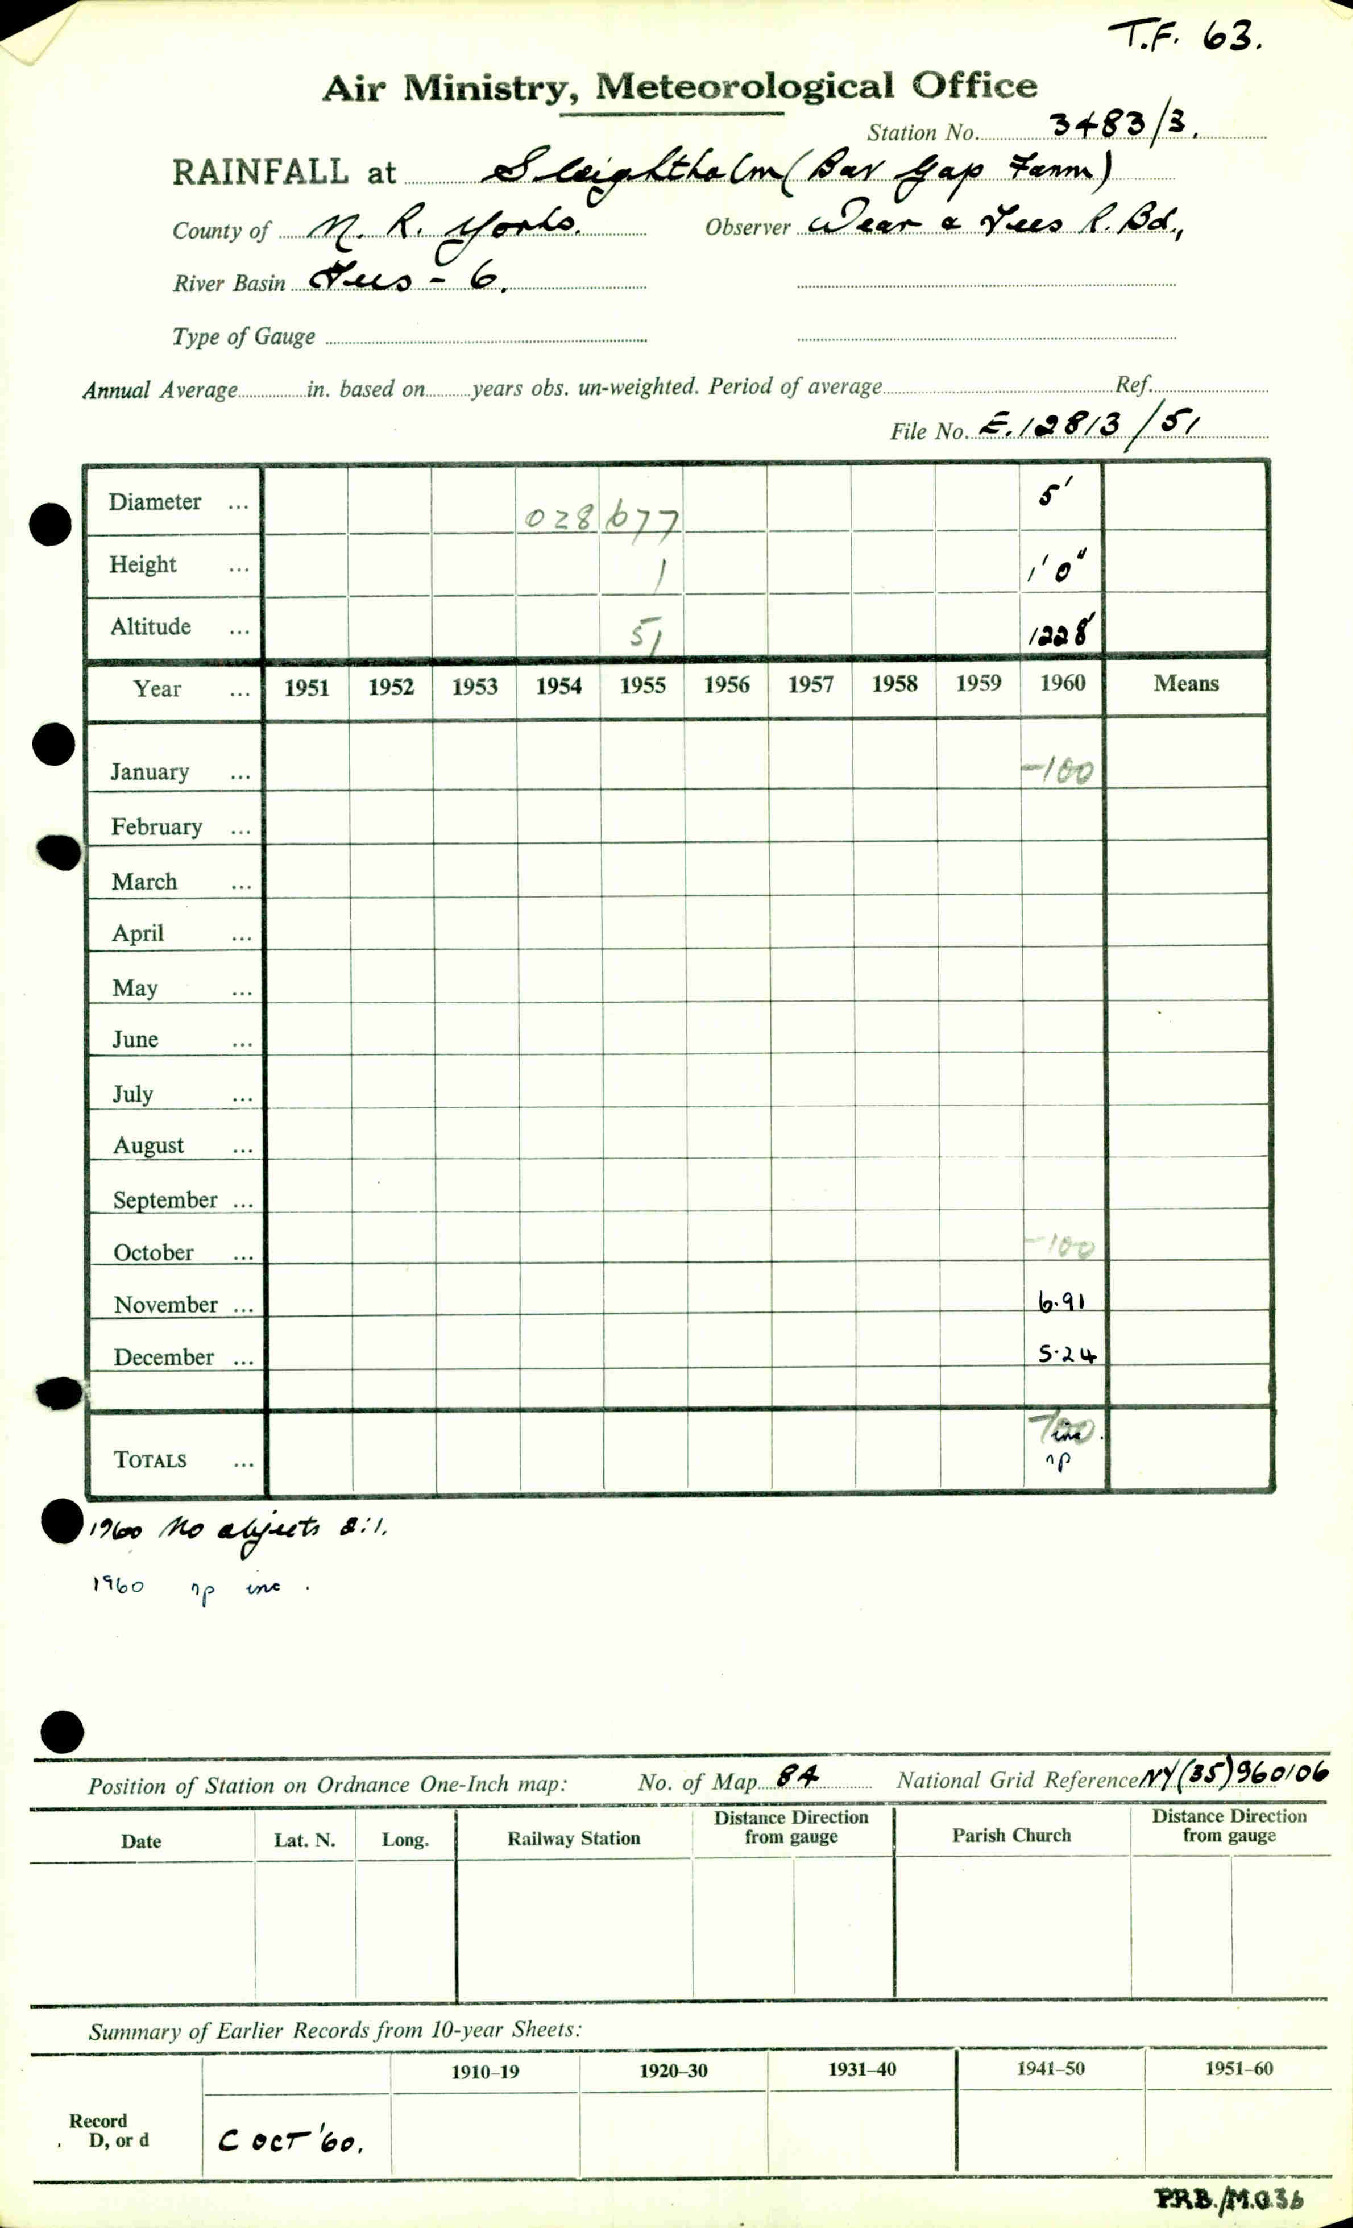 T.F. 63.
Air Ministry, Meteorological Office
Station No. 3483/3.
RAINFALL at Sleightholm (Bar Gap Farm)
County of N. R. Yorks. Observer Wear & Tees R. Bd.,
River Basin Tees - 6.
Type of Gauge
Annual Average in. based on years obs. un-weighted. Period of average Ref.
File No. E.12813/51
Diameter ... 028677 5'
Height ... 1 1'0"
Altitude ... 51 1228'
Year ... 1951 1952 1953 1954 1955 1956 1957 1958 1959 1960 Means
January ... -100
February ...
March ...
April ...
May ...
June ...
July ...
August ...
September ...
October ... -100
November ... 6.91
December ... 5.24
-100
inc.
TOTALS ... np
1960 No objects 2:1.
1960 np inc.
Position of Station on Ordnance One-Inch map: No. of Map 84 National Grid Reference NY(35)960106
Date Lat. N. Long. Railway Station Distance Direction from gauge Parish Church Distance Direction from gauge
Summary of Earlier Records from 10-year Sheets:
1910–19 1920–30 1931–40 1941–50 1951–60
Record
D, or d C OCT '60.
P.R.B./M.O.36